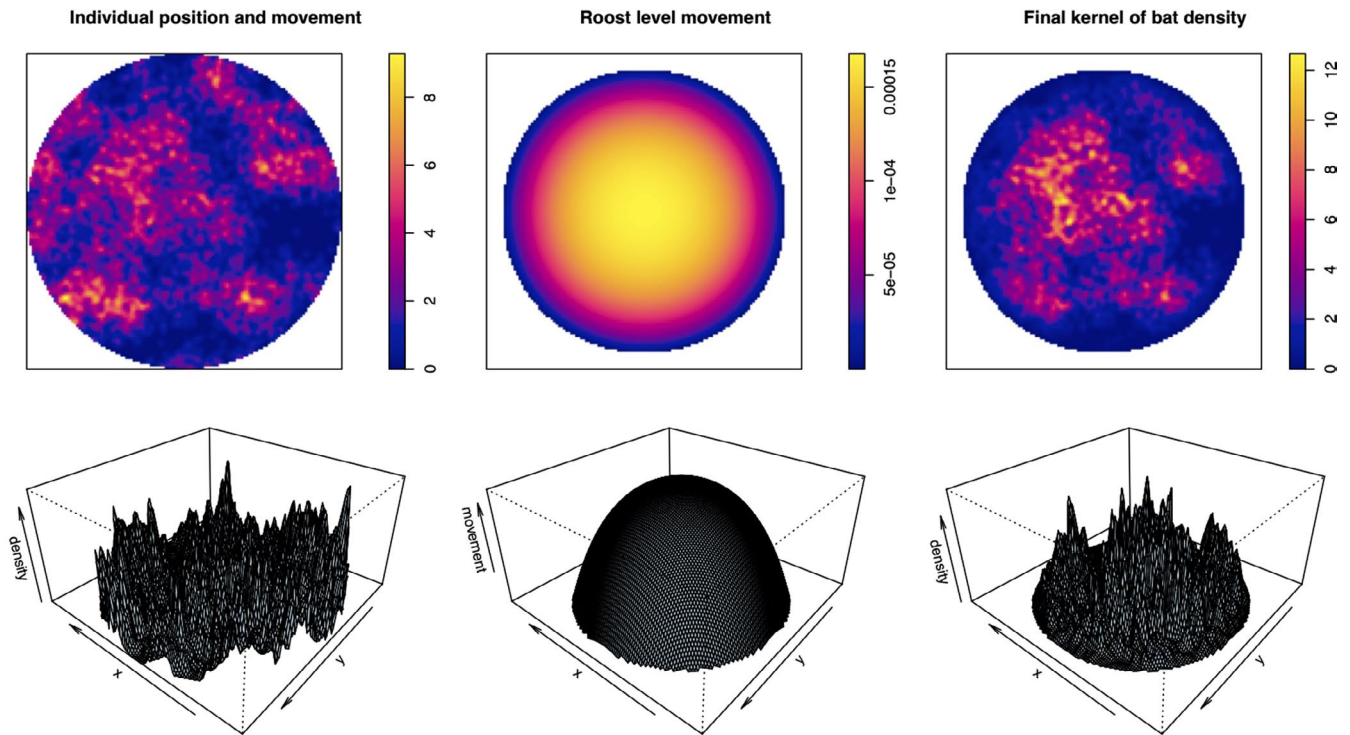 Individual position and movement
Roost level movement
Final kernel of bat density
8
6
4
2
0
0.00015
1e−04
5e−05
12
10
8
6
4
2
0
density
x
y
movement
x
y
density
x
y